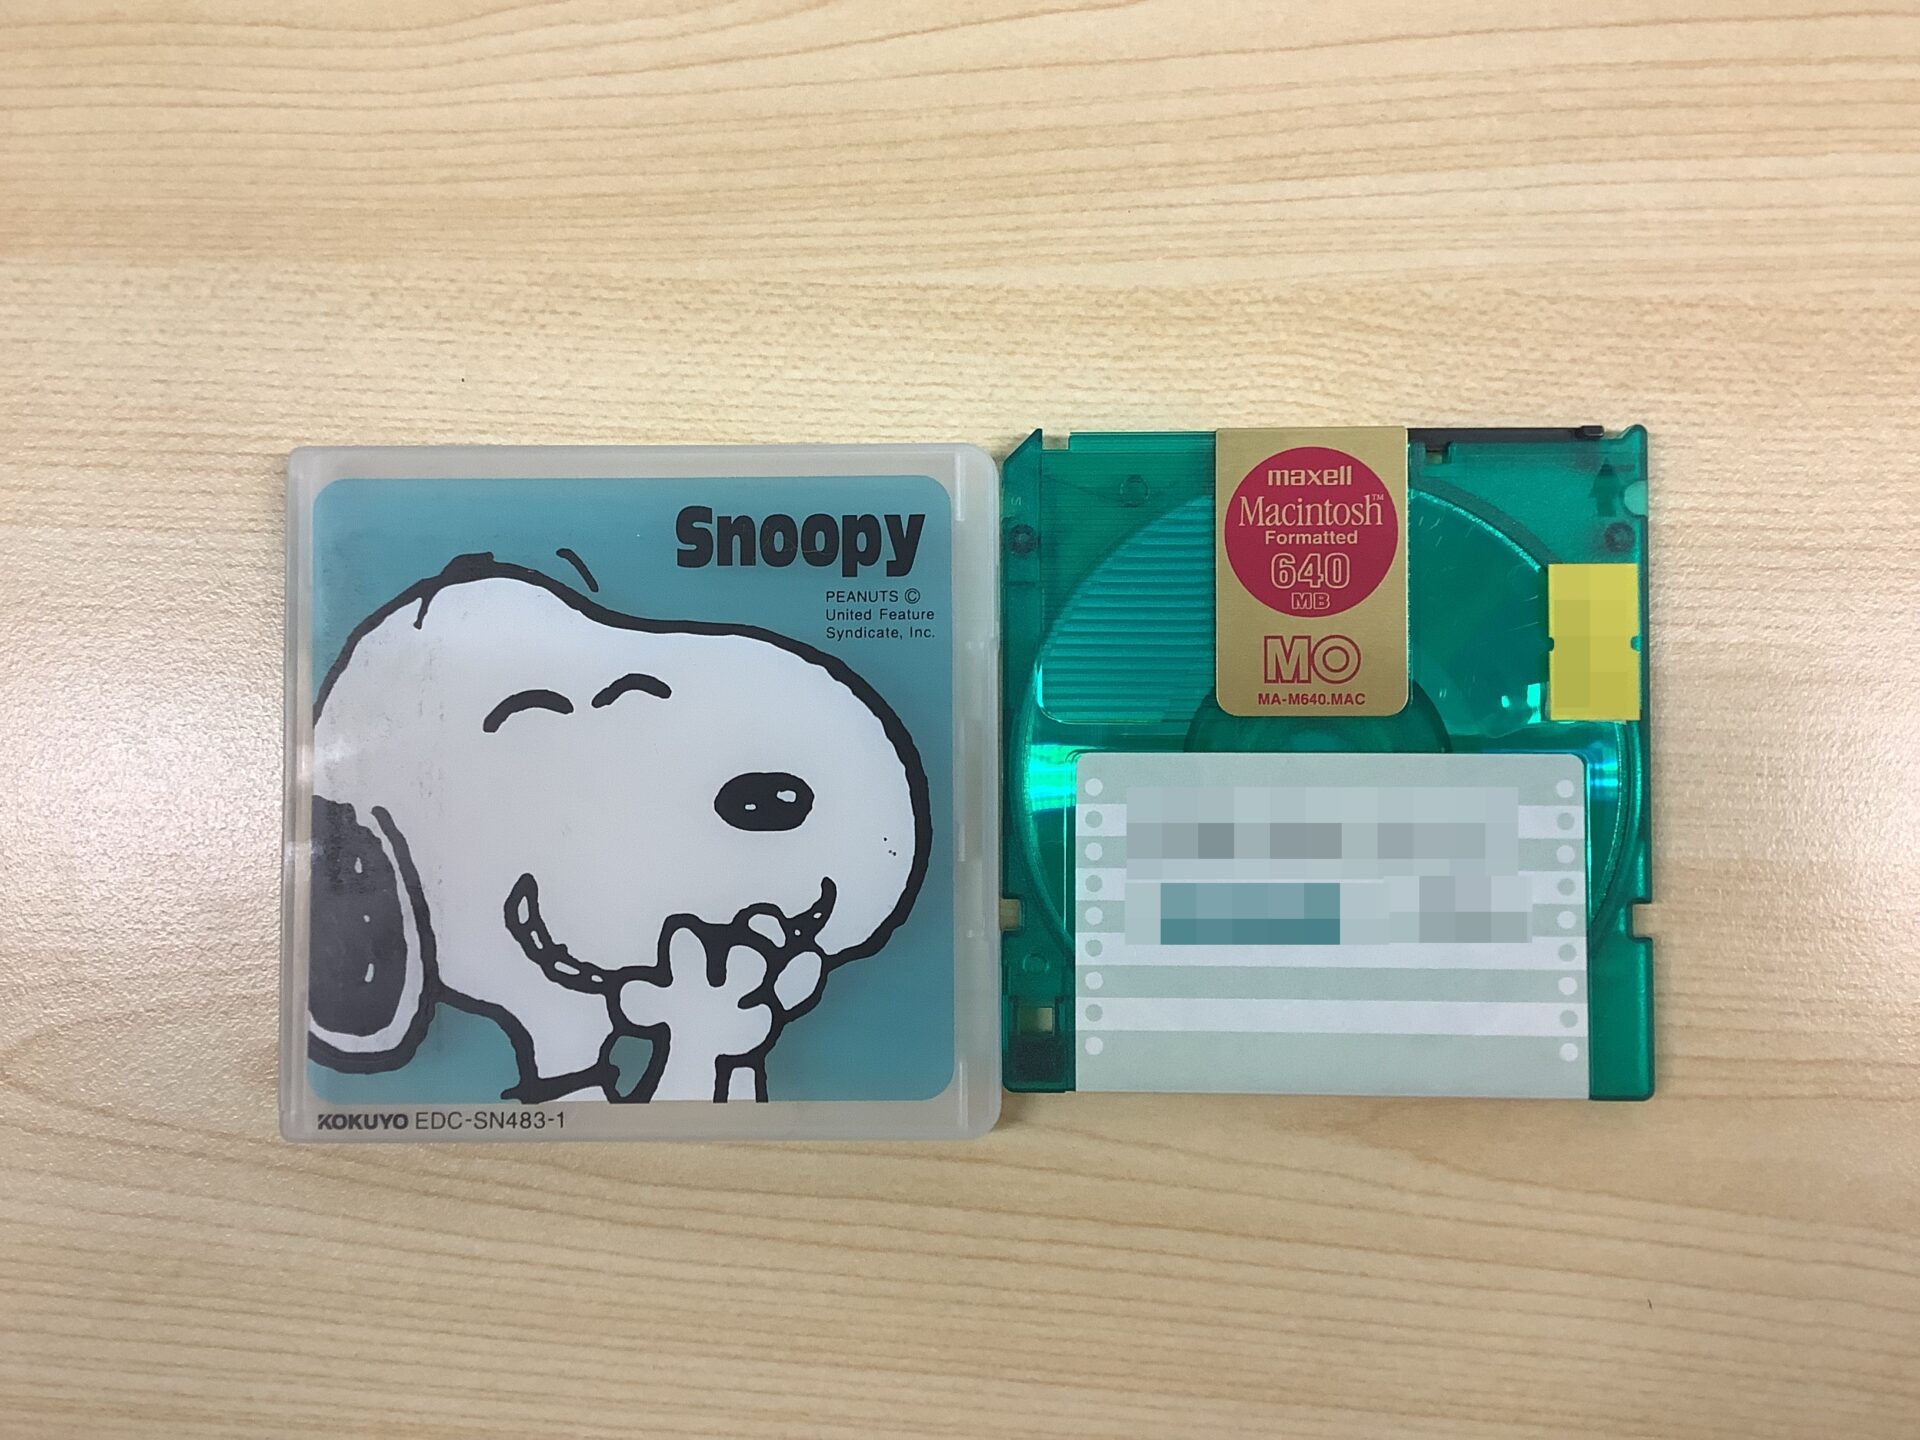 Snoopy
PEANUTS ©
United Feature
Syndicate, Inc.
KOKUYO EDC-SN483-1
maxell
Macintosh™
Formatted
640
MB
MO
MA-M640.MAC